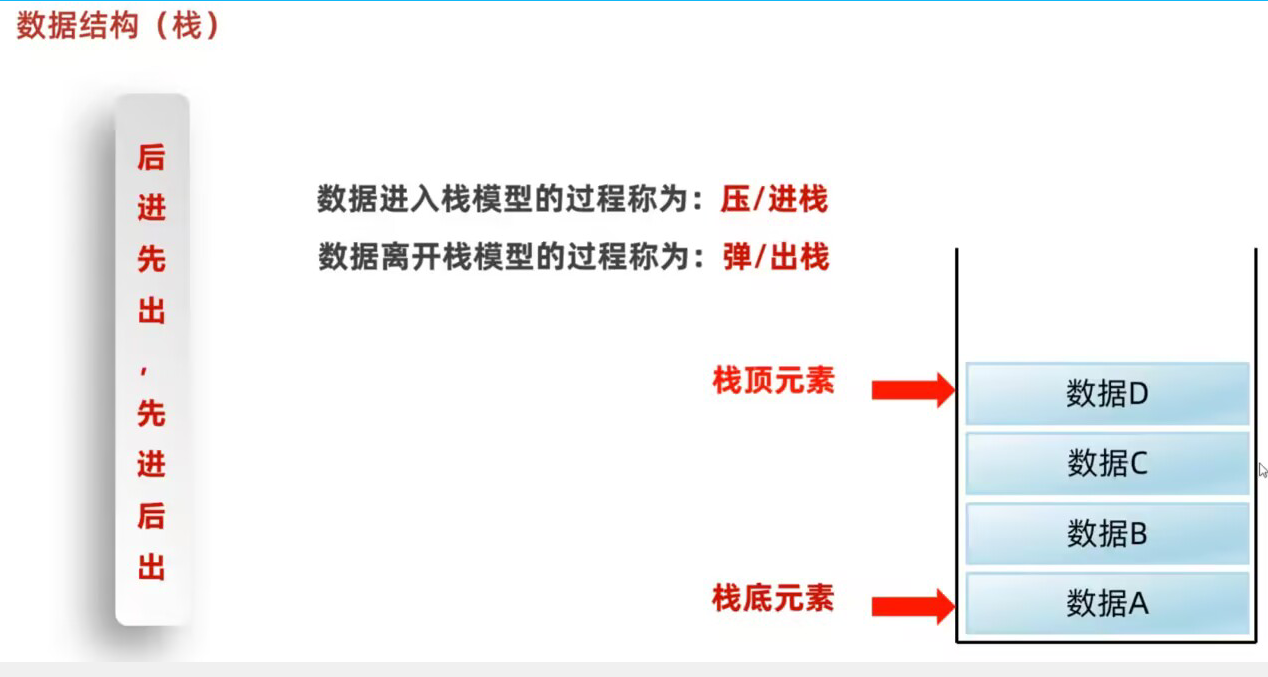 数据结构（栈）
后进先出，先进后出
数据进入栈模型的过程称为：压/进栈
数据离开栈模型的过程称为：弹/出栈
栈顶元素
数据D
数据C
数据B
栈底元素
数据A